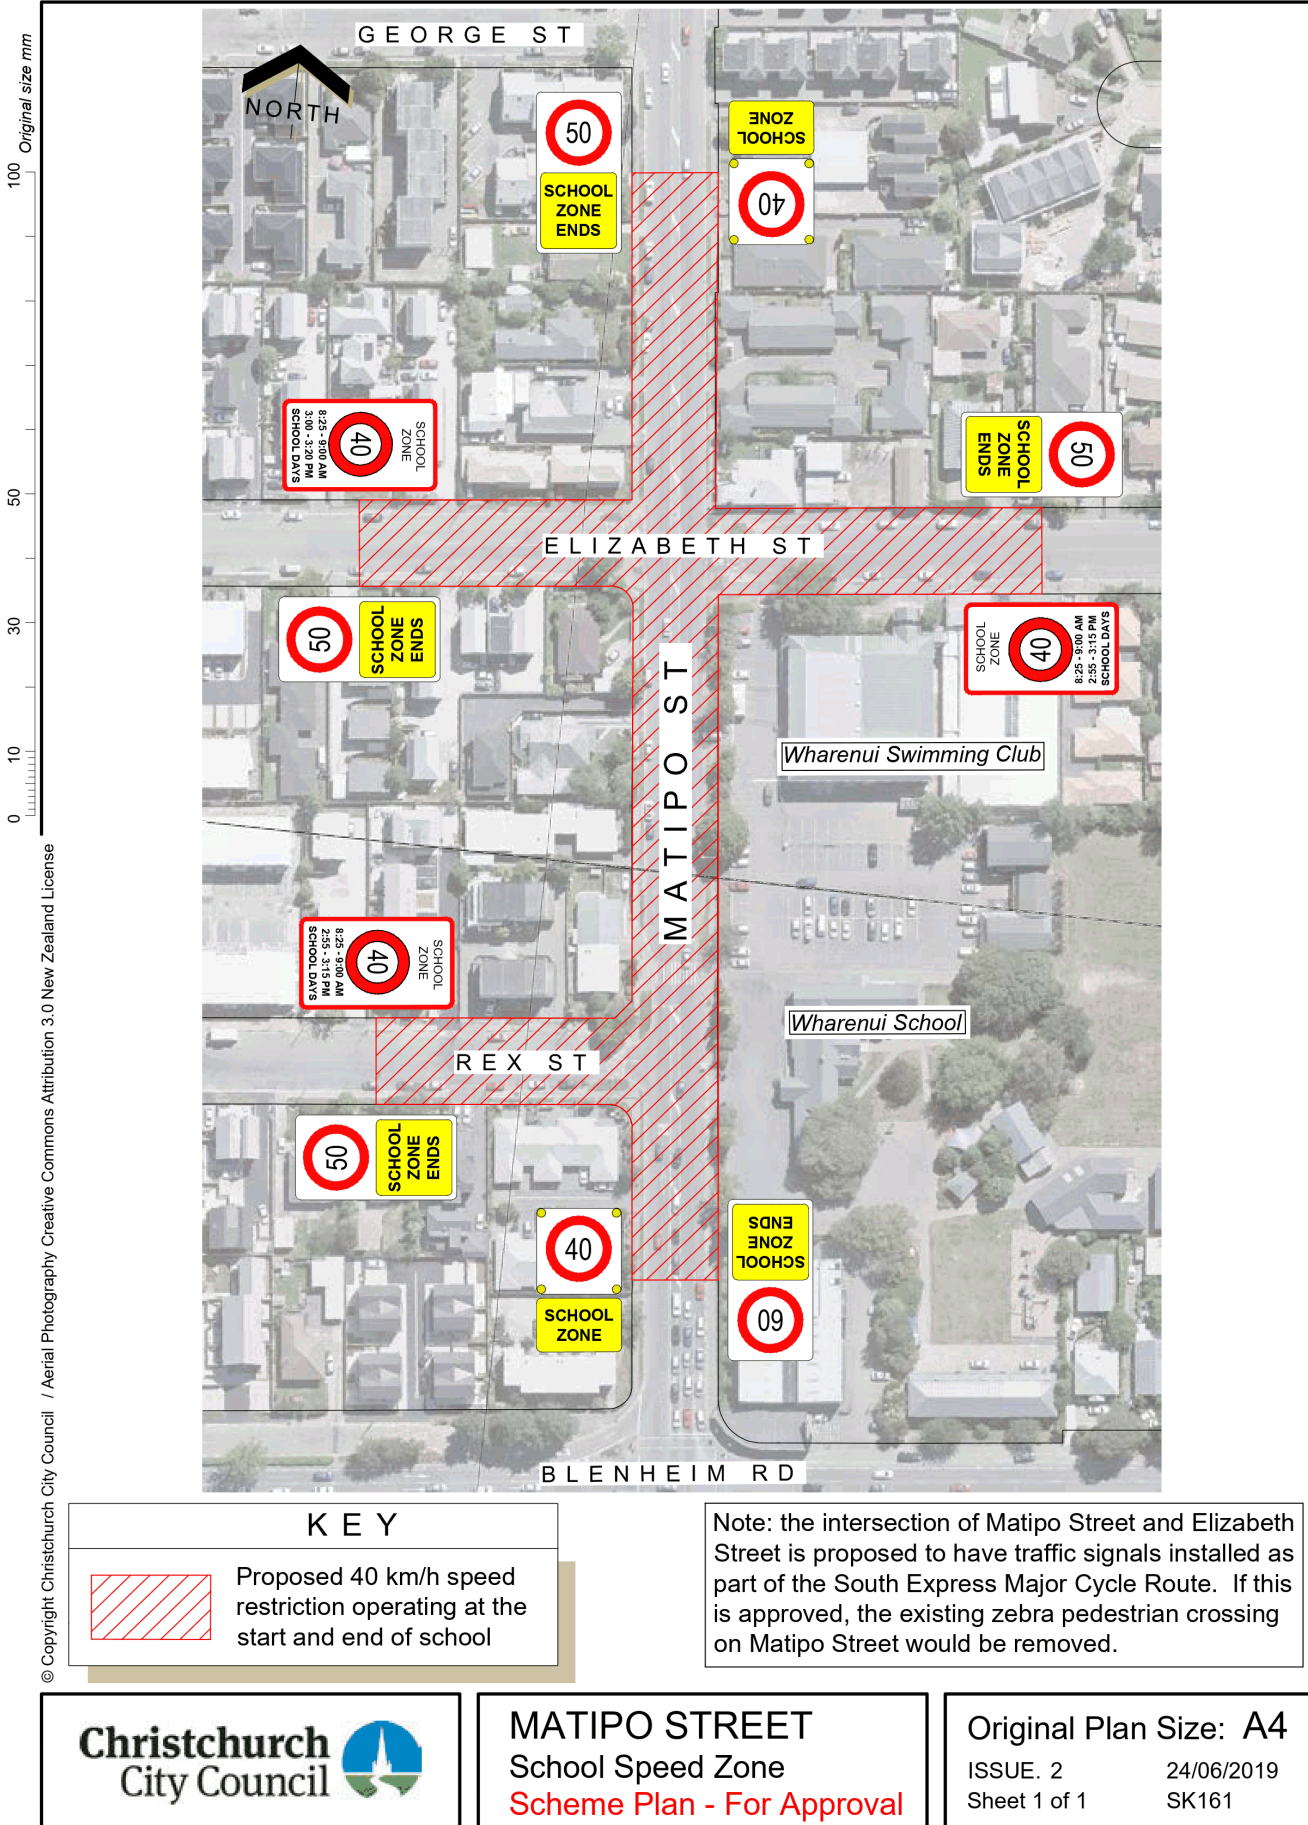 GEORGE ST
NORTH
50
SCHOOL
ZONE
ENDS
SCHOOL
ZONE
40
SCHOOL
ZONE
40
8:25 - 9:00 AM
3:00 - 3:20 PM
SCHOOL DAYS
50
SCHOOL
ZONE
ENDS
ELIZABETH ST
50
SCHOOL
ZONE
ENDS
SCHOOL
ZONE
40
8:25 - 9:00 AM
2:55 - 3:15 PM
SCHOOL DAYS
MATIPO ST
Wharenui Swimming Club
SCHOOL
ZONE
40
8:25 - 9:00 AM
2:55 - 3:15 PM
SCHOOL DAYS
Wharenui School
REX ST
50
SCHOOL
ZONE
ENDS
40
SCHOOL
ZONE
60
SCHOOL
ZONE
ENDS
BLENHEIM RD
0 10 30 50 100 Original size mm
© Copyright Christchurch City Council / Aerial Photography Creative Commons Attribution 3.0 New Zealand License
KEY
Proposed 40 km/h speed
restriction operating at the
start and end of school
Note: the intersection of Matipo Street and Elizabeth
Street is proposed to have traffic signals installed as
part of the South Express Major Cycle Route. If this
is approved, the existing zebra pedestrian crossing
on Matipo Street would be removed.
Christchurch
City Council
MATIPO STREET
School Speed Zone
Scheme Plan - For Approval
Original Plan Size: A4
ISSUE. 2 24/06/2019
Sheet 1 of 1 SK161